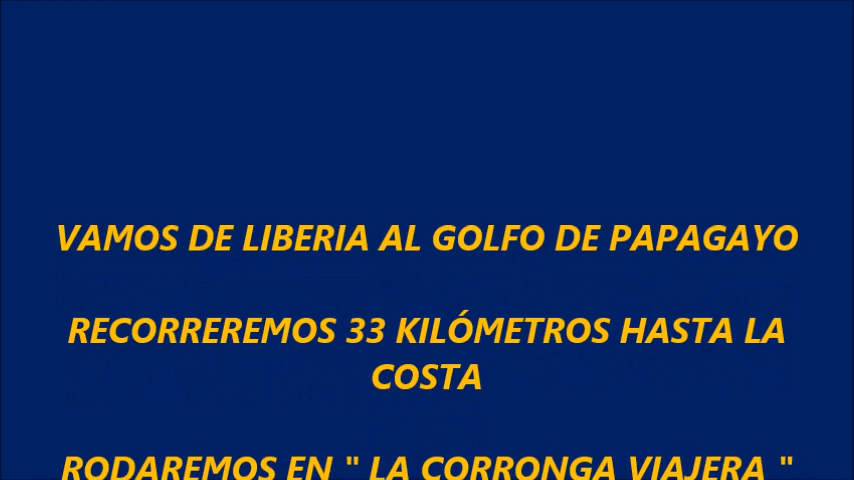 VAMOS DE LIBERIA AL GOLFO DE PAPAGAYO
RECORREREMOS 33 KILÓMETROS HASTA LA
COSTA
RODAREMOS EN " LA CORRONGA VIAJERA "